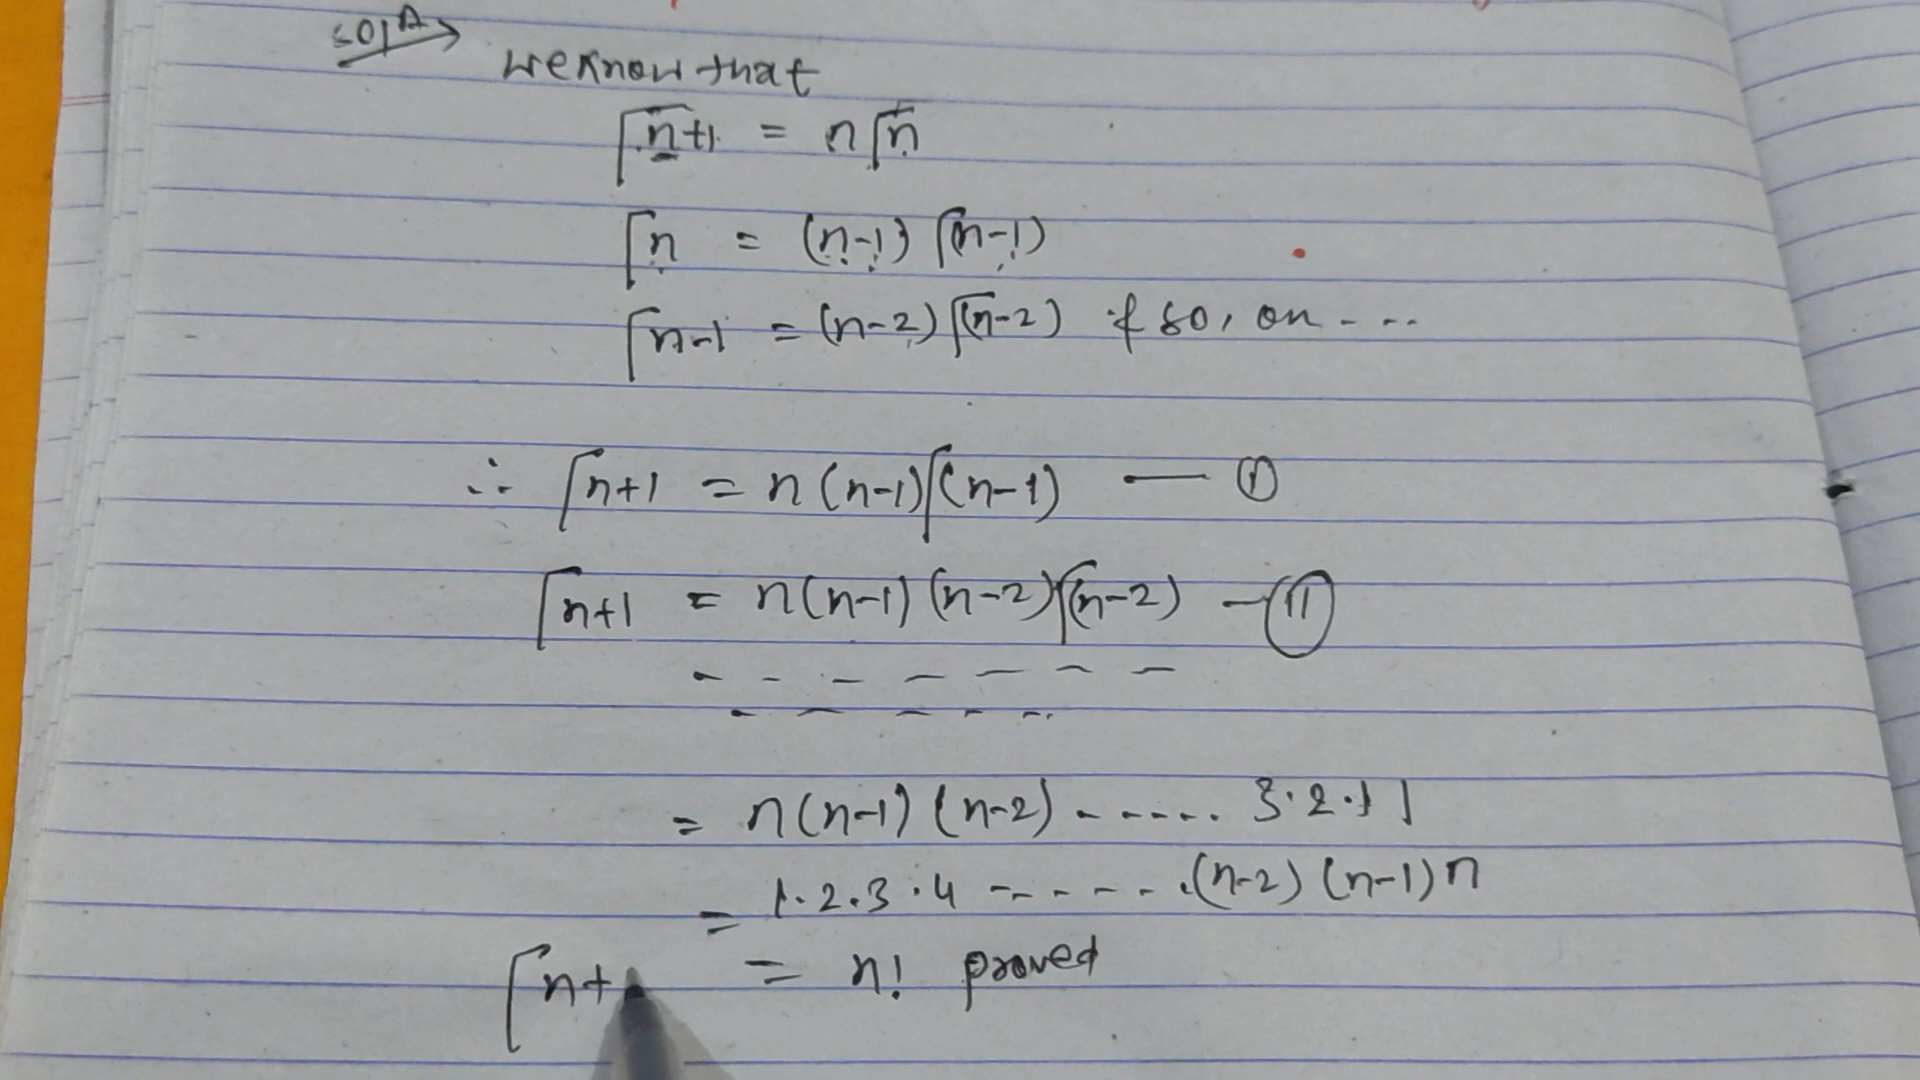 solⁿ→
we know that
Γn+1 = nΓn
Γn = (n-1) Γ(n-1)
Γn-1 = (n-2) Γ(n-2) & so, on - ...
∴ Γn+1 = n (n-1) Γ(n-1) — ①
Γn+1 = n(n-1) (n-2) Γ(n-2) — (II)
- - - - - - -
- - - - -
= n(n-1) (n-2) ------ 3.2.1
= 1.2.3.4 ----- .(n-2) (n-1) n
Γn+ = n! proved